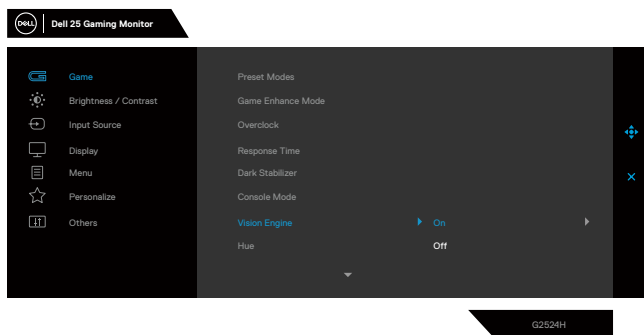 DELL Dell 25 Gaming Monitor
Game
Brightness / Contrast
Input Source
Display
Menu
Personalize
Others
Preset Modes
Game Enhance Mode
Overclock
Response Time
Dark Stabilizer
Console Mode
Vision Engine On
Hue Off
G2524H